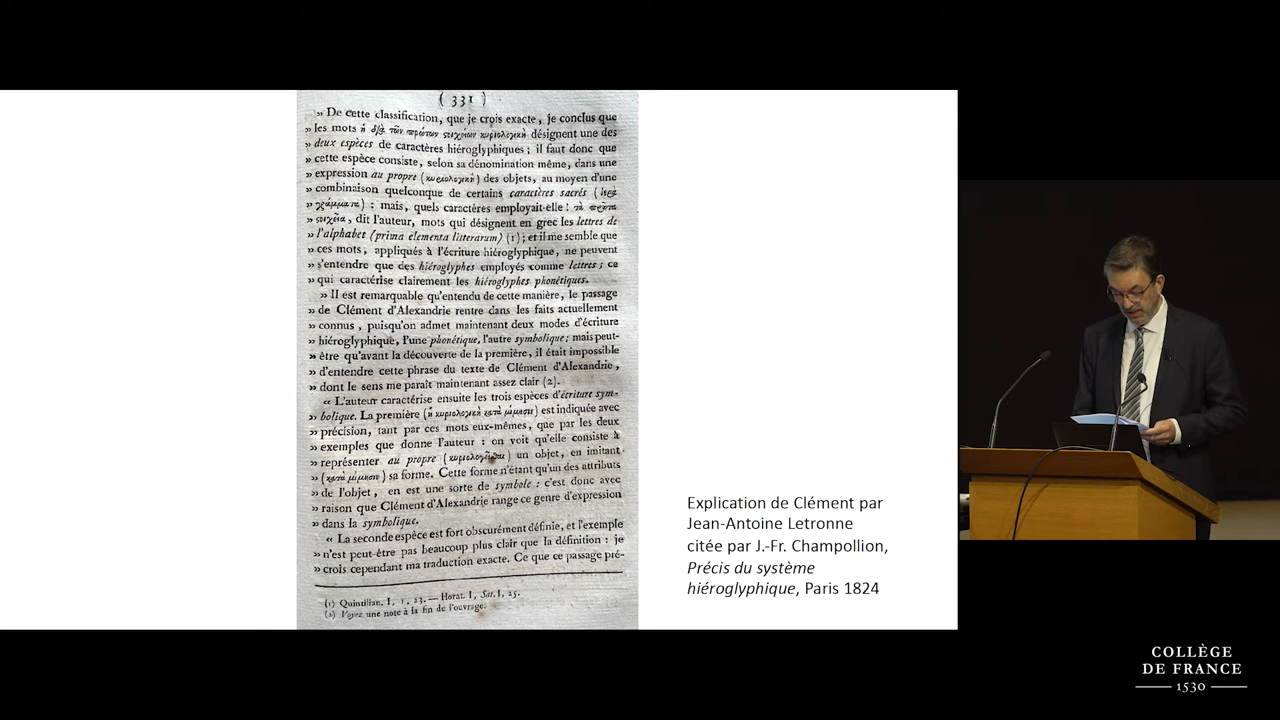 ( 331 )
» De cette classification, que je crois exacte, je conclus que
» les mots ἡ διὰ τῶν πρώτων στοιχείων κυριολογικὴ désignent une des
» deux espèces de caractères hiéroglyphiques ; il faut donc que
» cette espèce consiste, selon sa dénomination même, dans une
» expression au propre (κυριολογικὴ) des objets, au moyen d'une
» combinaison quelconque de certains caractères sacrés (ἱερὰ
» γράμματα) : mais, quels caractères employait-elle ! τὰ πρῶτα
» στοιχεῖα, dit l'auteur, mots qui désignent en grec les lettres de
» l'alphabet (prima elementa litterarum) (1) ; et il me semble que
» ces mots, appliqués à l'écriture hiéroglyphique, ne peuvent
» s'entendre que des hiéroglyphes employés comme lettres ; ce
» qui caractérise clairement les hiéroglyphes phonétiques.
» Il est remarquable qu'entendu de cette manière, le passage
» de Clément d'Alexandrie rentre dans les faits actuellement
» connus, puisqu'on admet maintenant deux modes d'écriture
» hiéroglyphique, l'une phonétique, l'autre symbolique ; mais peut-
» être qu'avant la découverte de la première, il était impossible
» d'entendre cette phrase du texte de Clément d'Alexandrie,
» dont le sens me paraît maintenant assez clair (2).
« L'auteur caractérise ensuite les trois espèces d'écriture sym-
» bolique. La première (ἡ κυριολογικὴ κατὰ μίμησιν) est indiquée avec
» précision, tant par ces mots eux-mêmes, que par les deux
» exemples que donne l'auteur : on voit qu'elle consiste à
» représenter au propre (κυριολογεῖται) un objet, en imitant
» (κατὰ μίμησιν) sa forme. Cette forme n'étant qu'un des attributs
» de l'objet, en est une sorte de symbole : c'est donc avec
» raison que Clément d'Alexandrie range ce genre d'expression
» dans la symbolique.
« La seconde espèce est fort obscurément définie, et l'exemple
» n'est peut-être pas beaucoup plus clair que la définition : je
» crois cependant ma traduction exacte. Ce que ce passage pré-
(1) Quintilian. I, 1, 23. — Horat. I, Sat. I, 25.
(2) Voyez une note à la fin de l'ouvrage.
Explication de Clément par
Jean-Antoine Letronne
citée par J.-Fr. Champollion,
Précis du système
hiéroglyphique, Paris 1824
COLLÈGE
DE FRANCE
1530